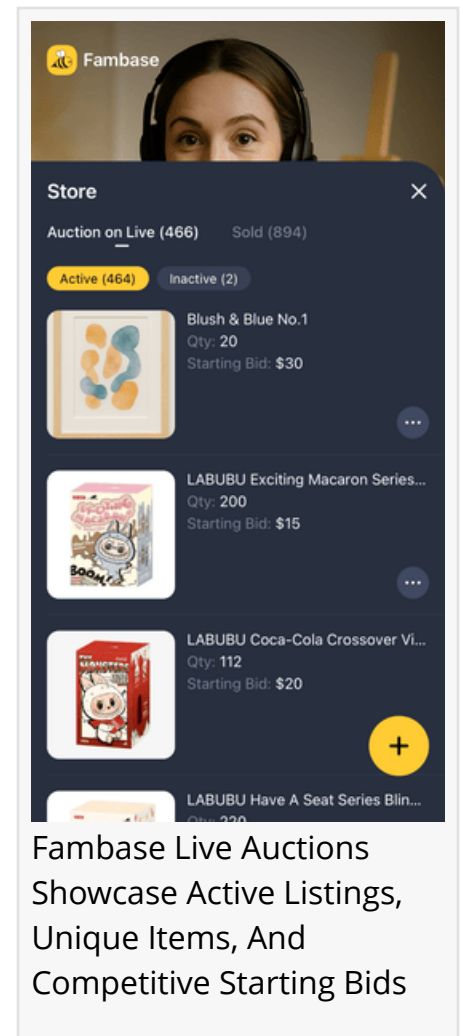 Fambase
Store
Auction on Live (466)
Sold (894)
Active (464)
Inactive (2)
Blush & Blue No.1
Qty: 20
Starting Bid: $30
LABUBU Exciting Macaron Series...
Qty: 200
Starting Bid: $15
BOOM!
LABUBU Coca-Cola Crossover Vi...
Qty: 112
Starting Bid: $20
LABUBU Have A Seat Series Blin...
Qty: 220
Fambase Live Auctions
Showcase Active Listings,
Unique Items, And
Competitive Starting Bids